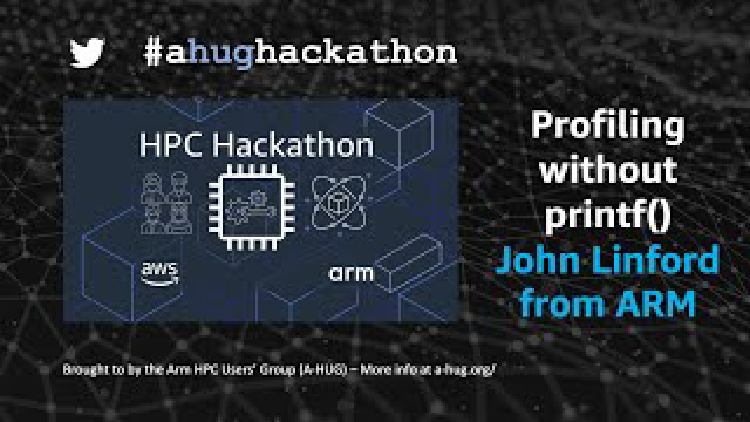 #ahughackathon
HPC Hackathon
aws
arm
Profiling
without
printf()
John Linford
from ARM
Brought to by the Arm HPC Users' Group (A-HUG) – More info at a-hug.org/